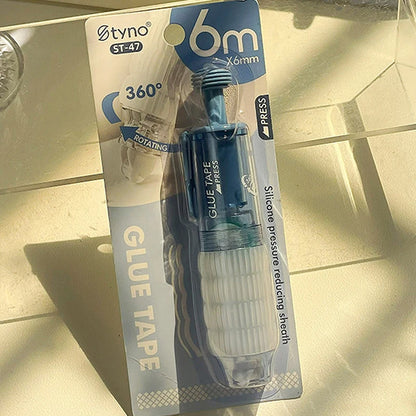 Styno®
ST-47
6m
X6mm
360°
ROTATING
PRESS
GLUE TAPE
PRESS
Silicone pressure reducing sheath
GLUE TAPE